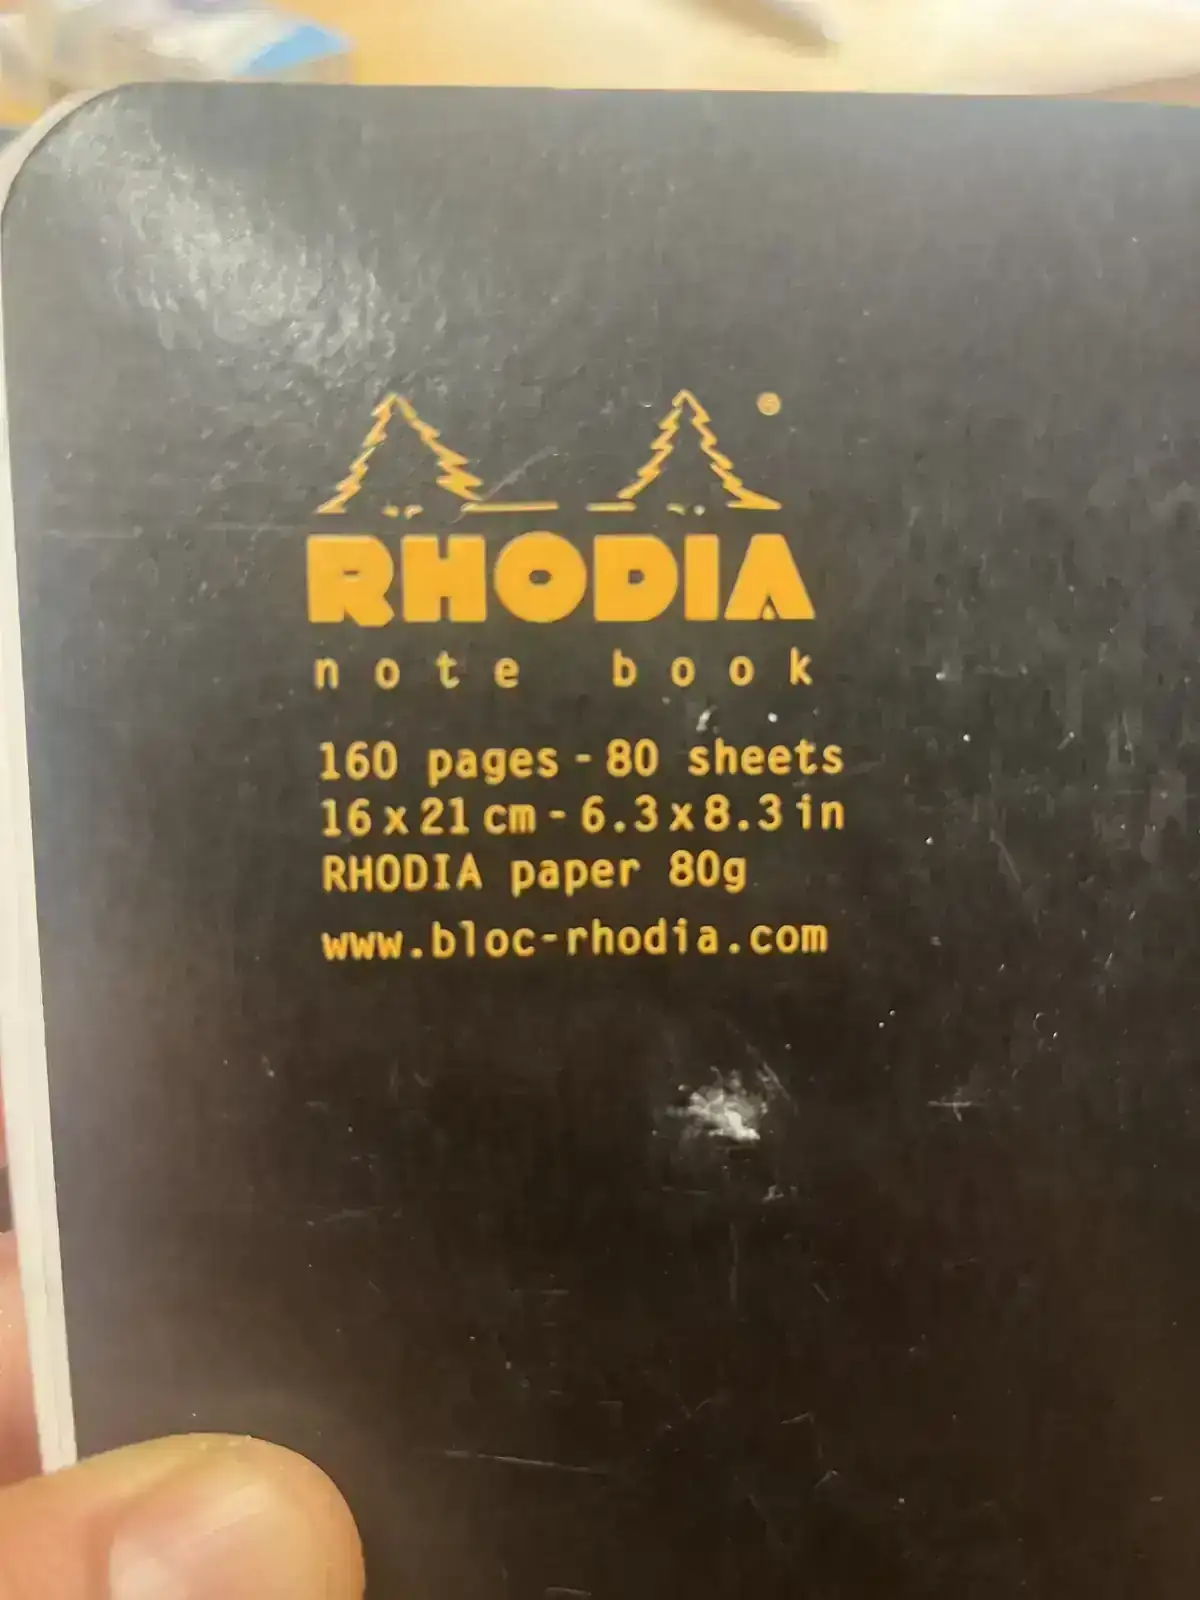 RHODIA®
note book
160 pages - 80 sheets
16 x 21 cm - 6.3 x 8.3 in
RHODIA paper 80g
www.bloc-rhodia.com